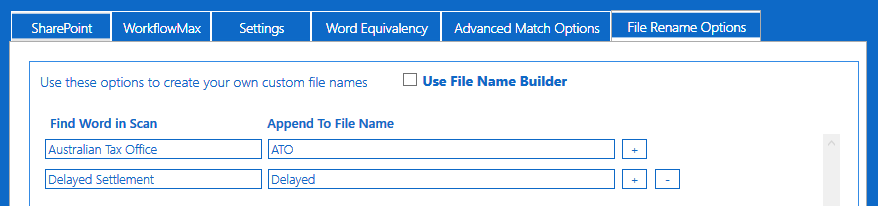 SharePoint WorkflowMax Settings Word Equivalency Advanced Match Options File Rename Options
Use these options to create your own custom file names Use File Name Builder
Find Word in Scan Append To File Name
Australian Tax Office ATO +
Delayed Settlement Delayed + -